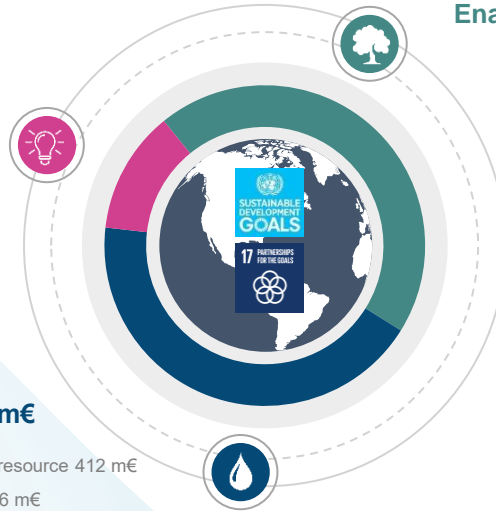 Ena
SUSTAINABLE
DEVELOPMENT
GOALS
17 PARTNERSHIPS
FOR THE GOALS
m€
resource 412 m€
6 m€